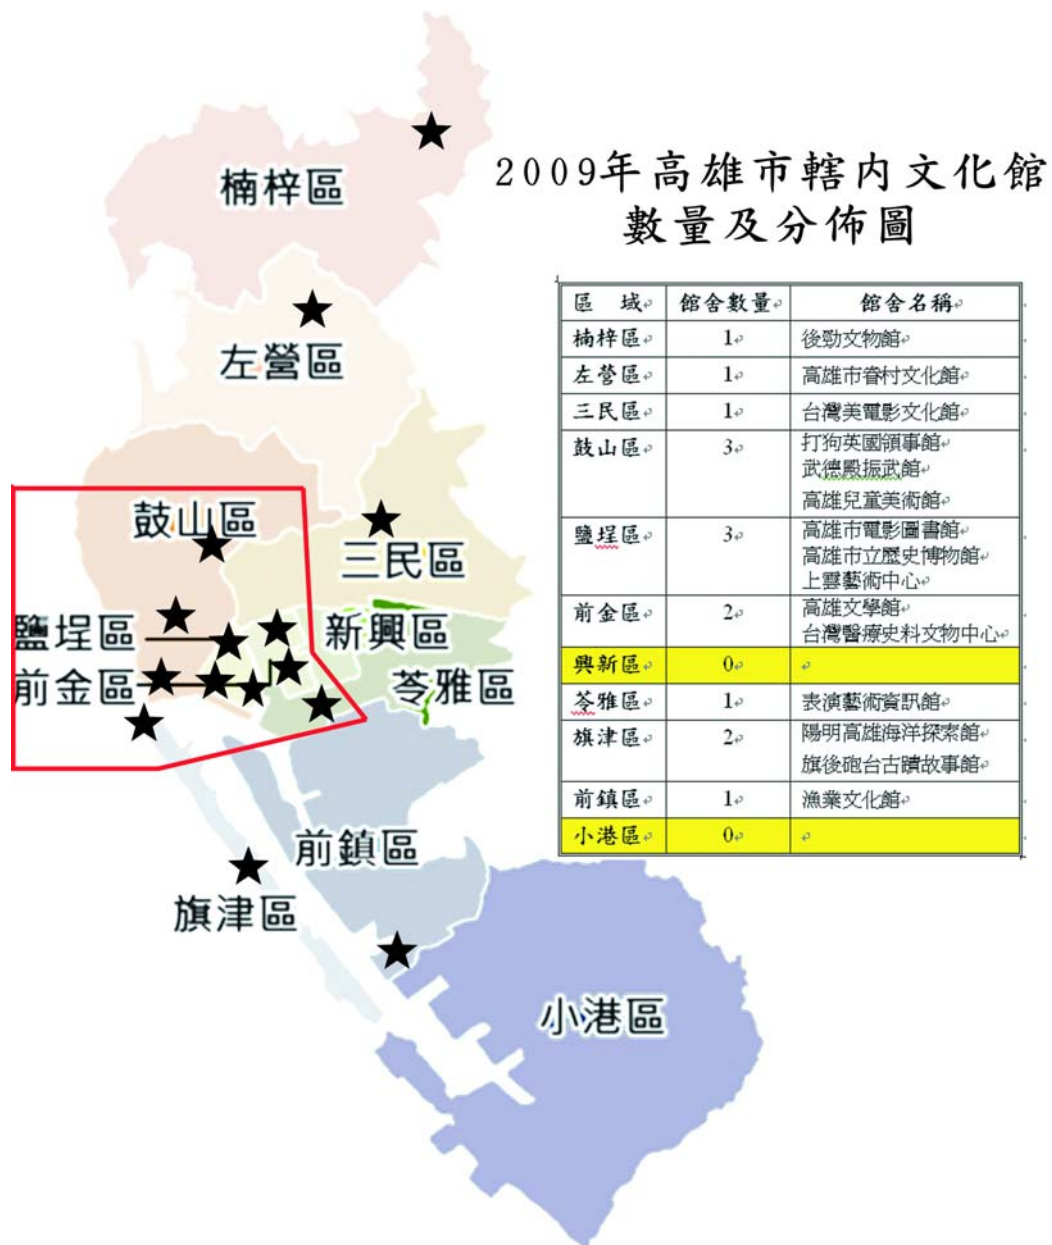 2009年高雄市轄內文化館
數量及分佈圖
區 域 館舍數量 館舍名稱
楠梓區 1 後勁文物館
左營區 1 高雄市眷村文化館
三民區 1 台灣美電影文化館
鼓山區 3 打狗英國領事館
武德殿振武館
高雄兒童美術館
鹽埕區 3 高雄市電影圖書館
高雄市立歷史博物館
上雲藝術中心
前金區 2 高雄文學館
台灣醫療史料文物中心
興新區 0
苓雅區 1 表演藝術資訊館
旗津區 2 陽明高雄海洋探索館
旗後砲台古蹟故事館
前鎮區 1 漁業文化館
小港區 0
楠梓區
左營區
鼓山區
三民區
鹽埕區
新興區
前金區
苓雅區
前鎮區
旗津區
小港區